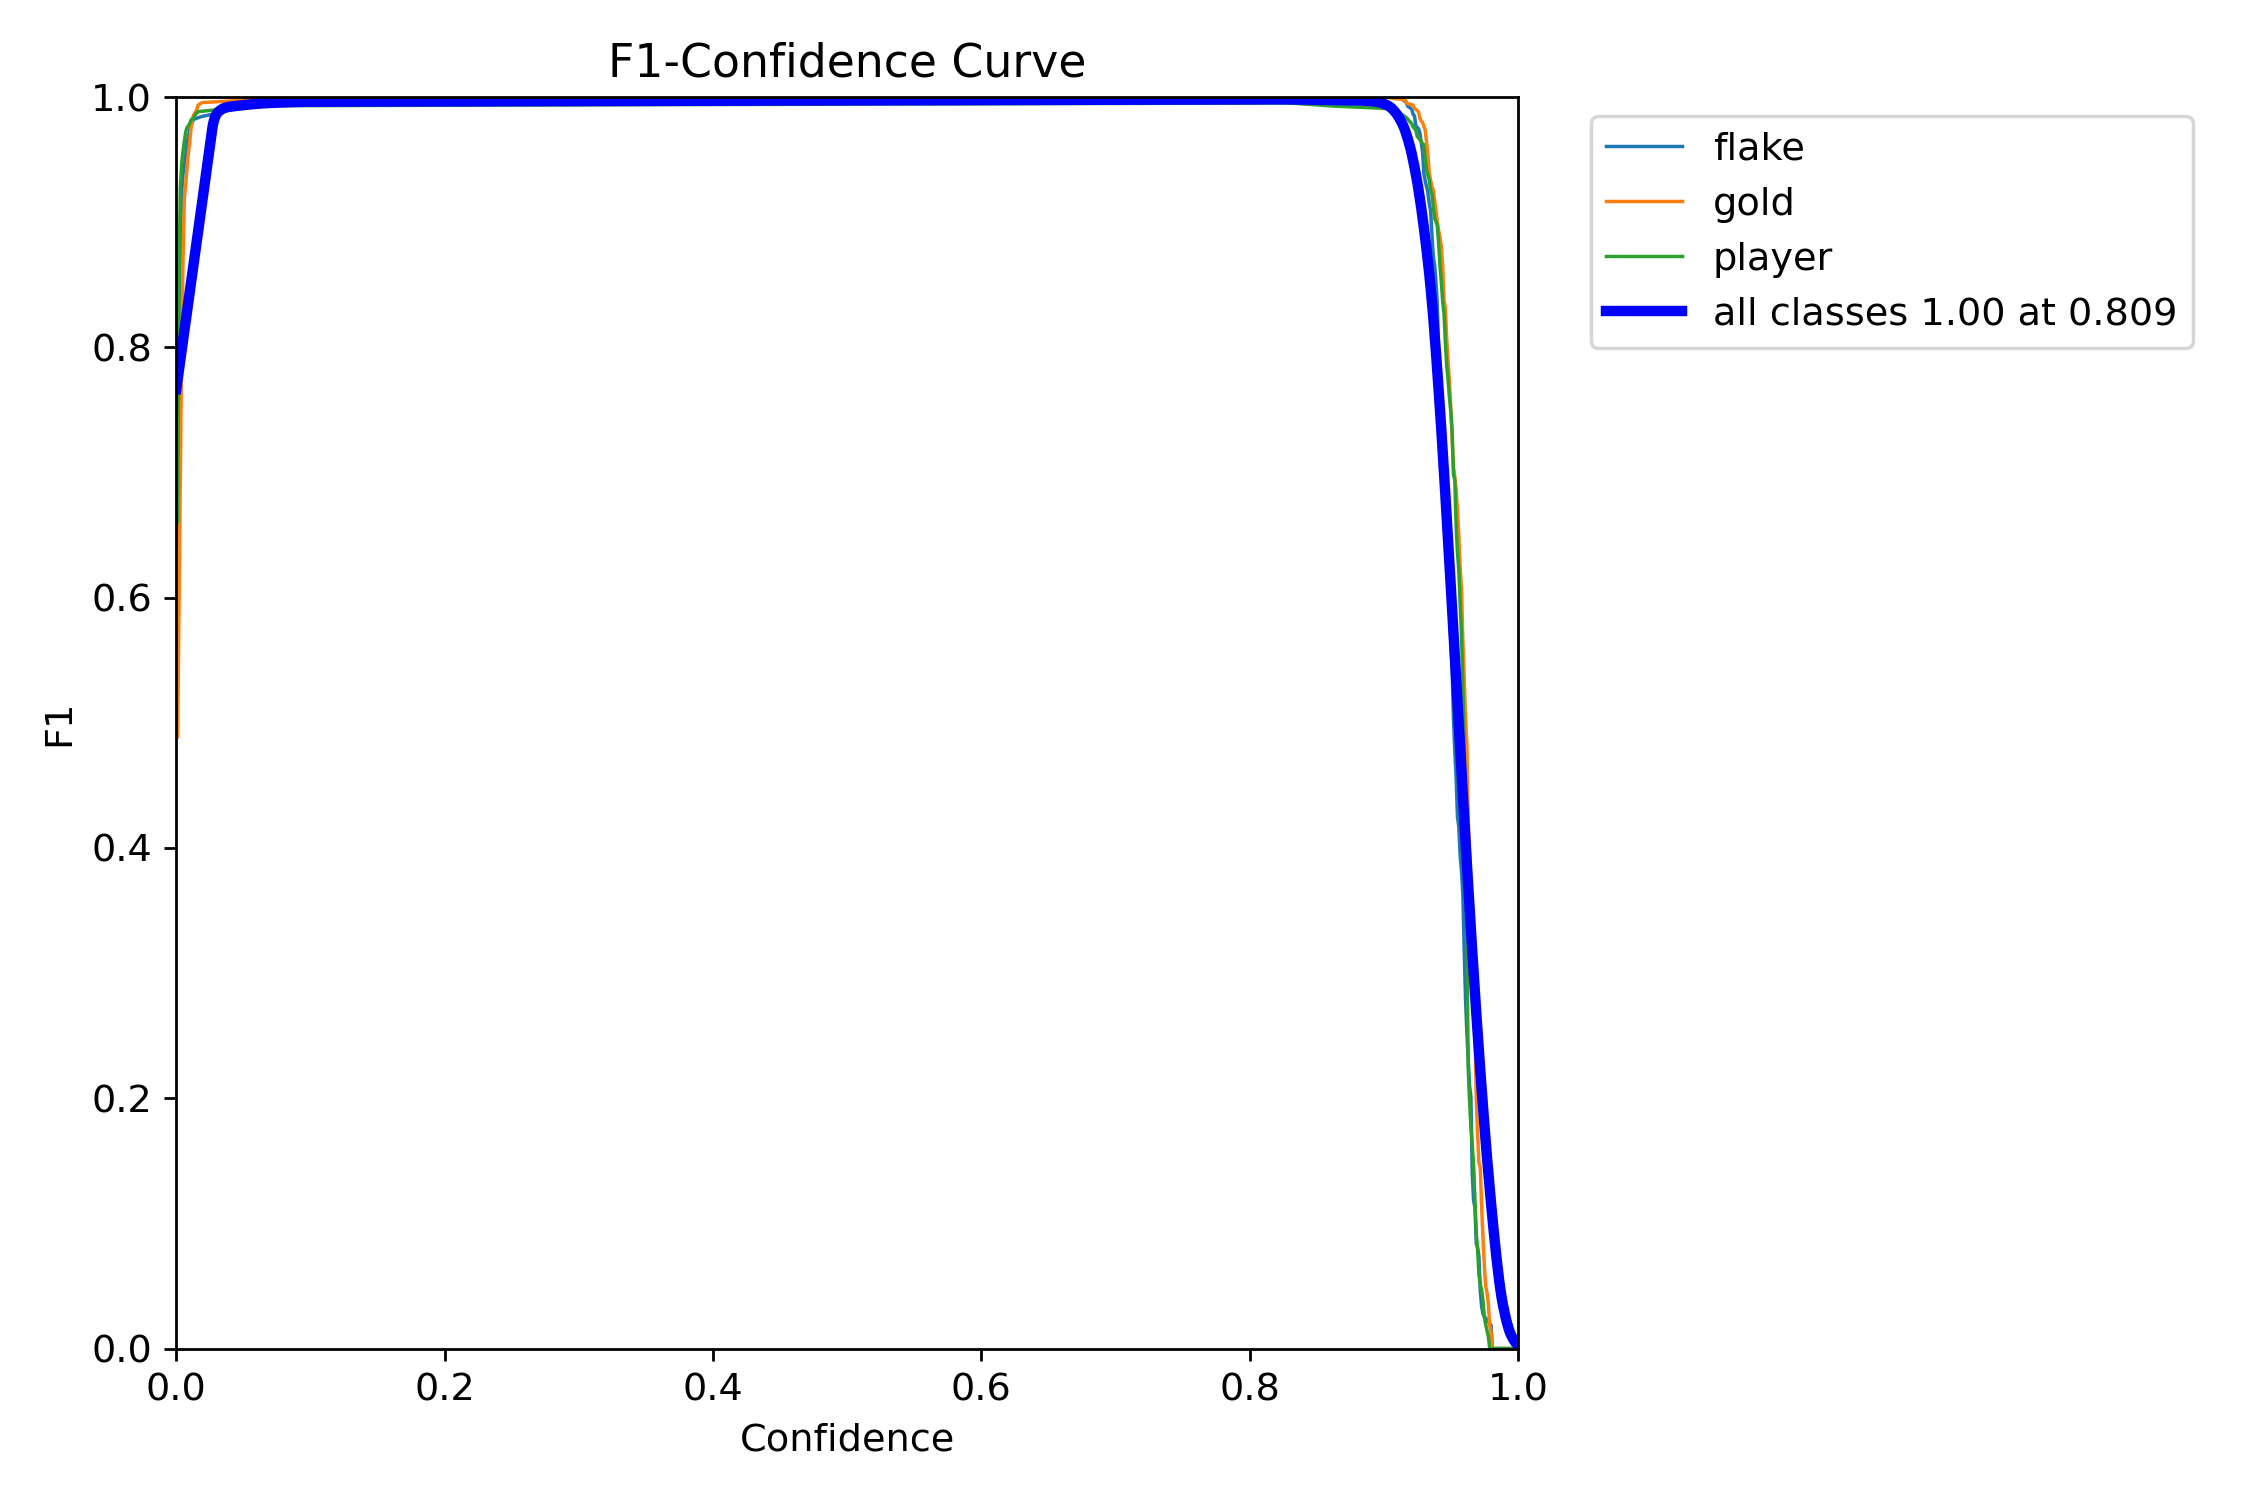 F1-Confidence Curve
1.0
0.8
0.6
0.4
0.2
0.0
F1
0.0 0.2 0.4 0.6 0.8 1.0
Confidence
flake
gold
player
all classes 1.00 at 0.809